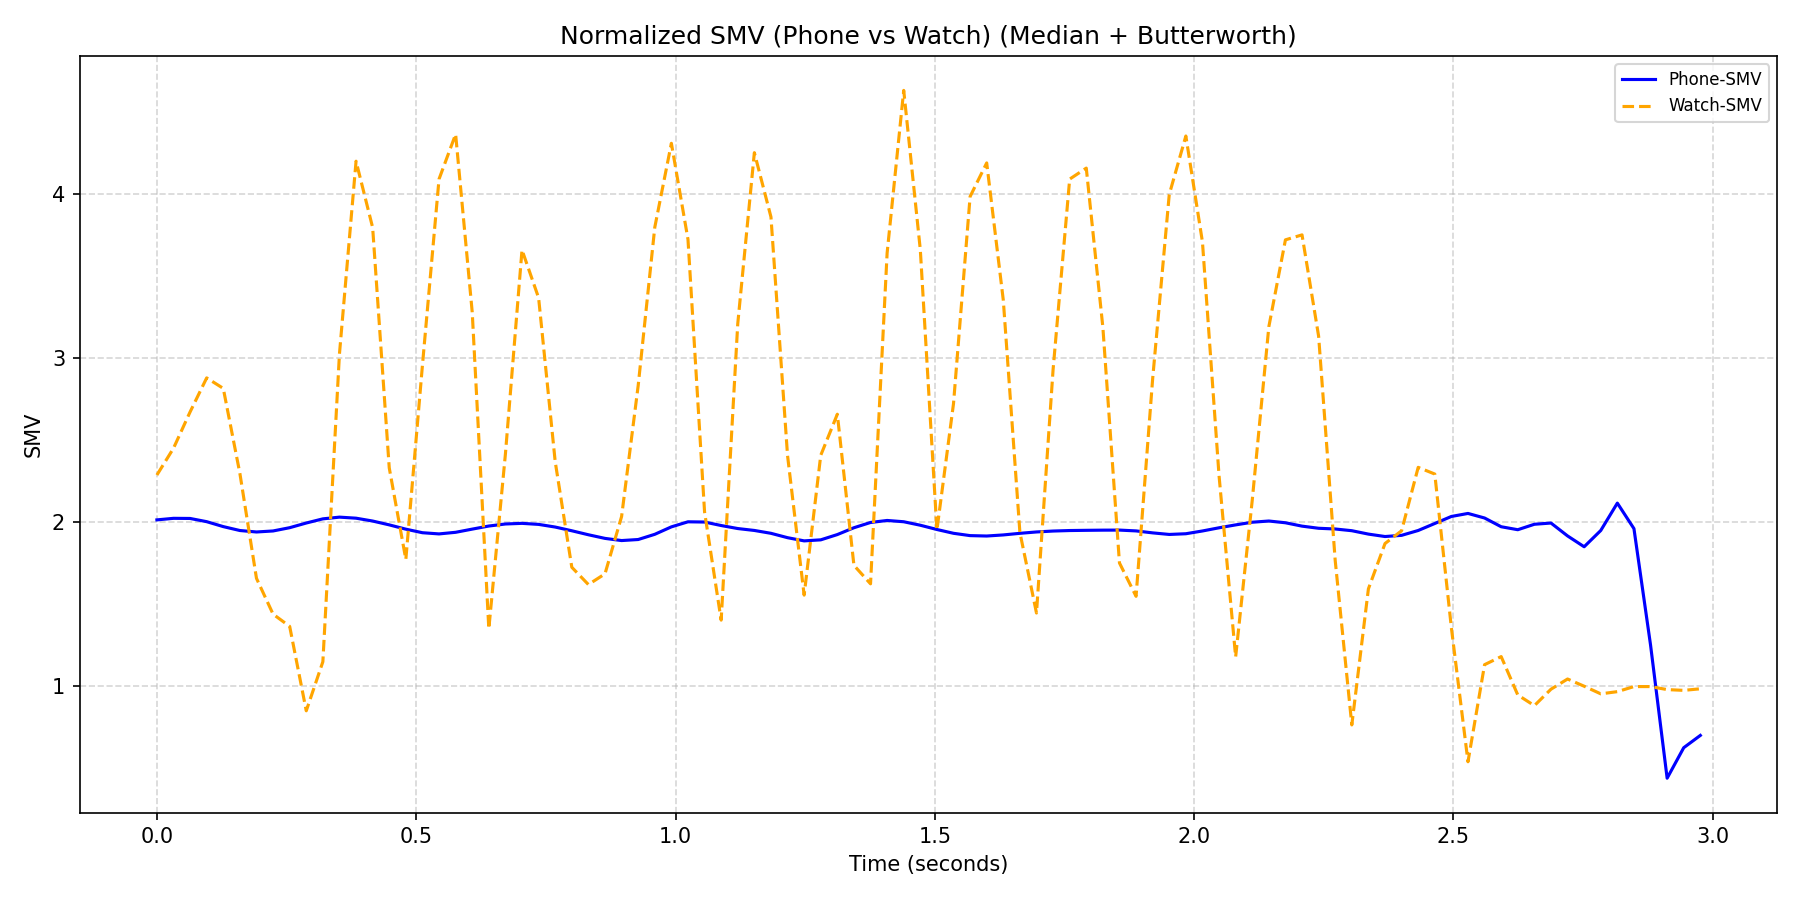 Normalized SMV (Phone vs Watch) (Median + Butterworth)
Phone-SMV
Watch-SMV
SMV
4
3
2
1
0.0 0.5 1.0 1.5 2.0 2.5 3.0
Time (seconds)